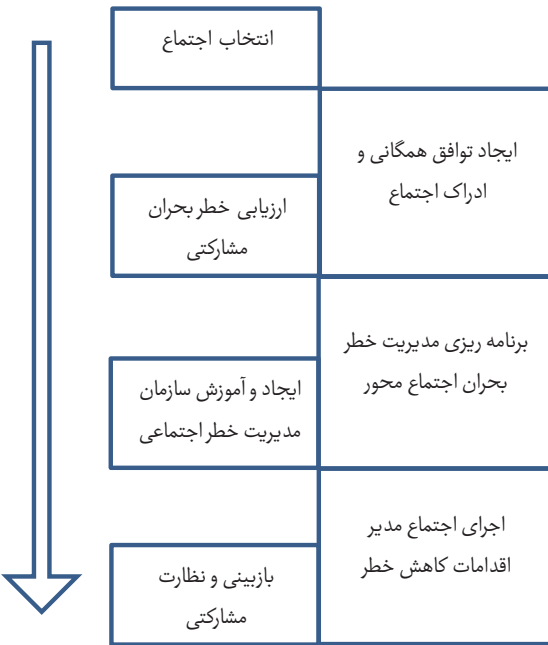 انتخاب اجتماع
ایجاد توافق همگانی و
ادراک اجتماع
ارزیابی خطر بحران
مشارکتی
برنامه ریزی مدیریت خطر
بحران اجتماع محور
ایجاد و آموزش سازمان
مدیریت خطر اجتماعی
اجرای اجتماع مدیر
اقدامات کاهش خطر
بازبینی و نظارت
مشارکتی